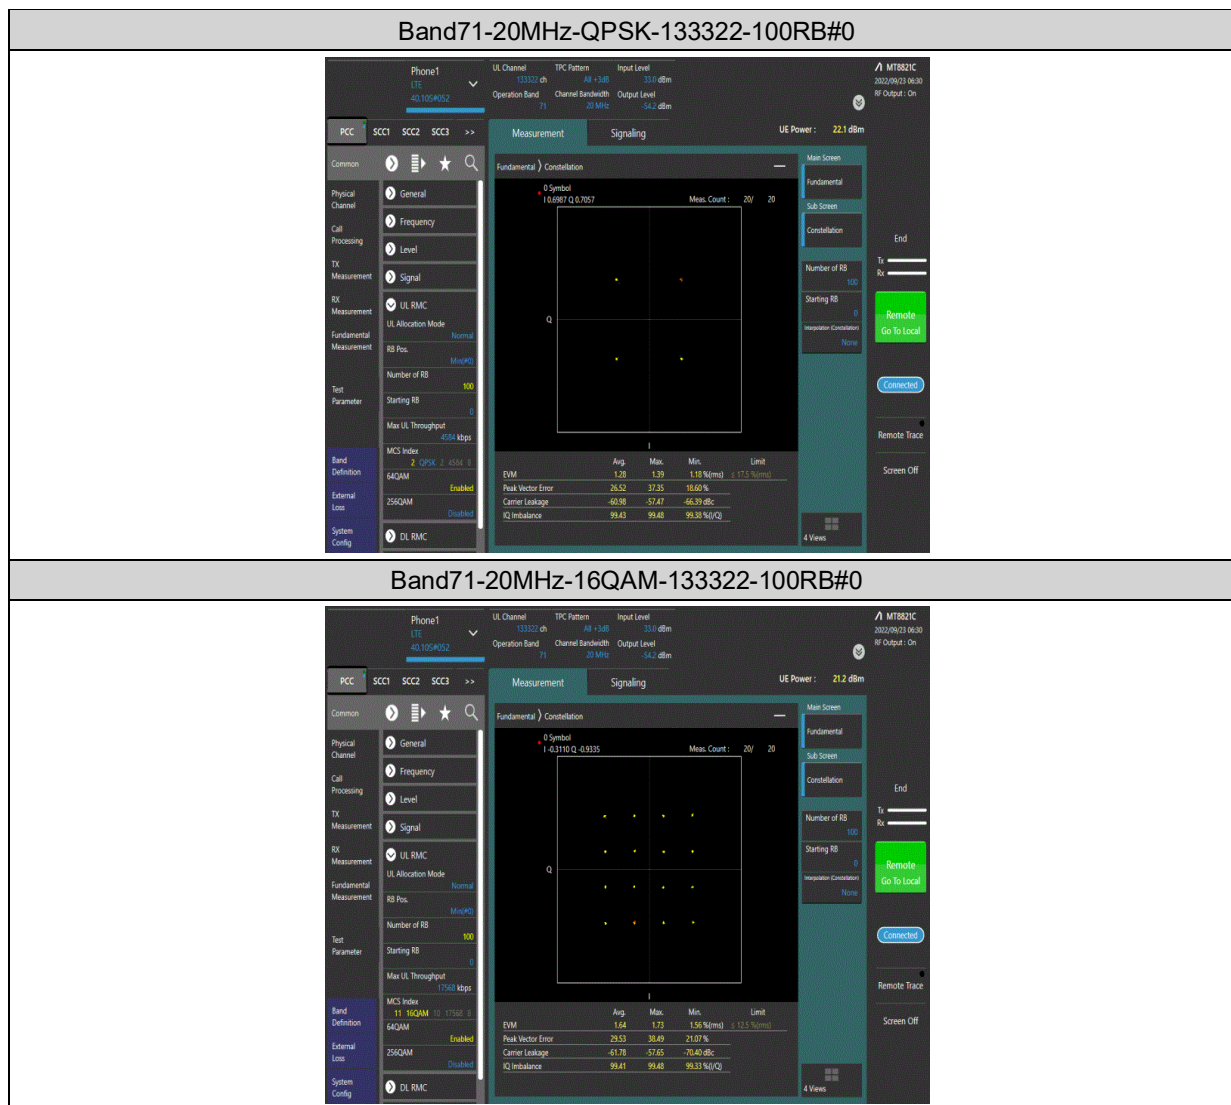 Band71-20MHz-QPSK-133322-100RB#0
Phone1
LTE
40.105#052
UL Channel TPC Pattern Input Level
133322 ch All +3dB 33.0 dBm
Operation Band Channel Bandwidth Output Level
71 20 MHz -54.2 dBm
MT8821C
2022/09/23 06:30
RF Output : On
PCC SCC1 SCC2 SCC3 >>
Measurement Signaling
UE Power : 22.1 dBm
Common
Physical
Channel
Call
Processing
TX
Measurement
RX
Measurement
Fundamental
Measurement
Test
Parameter
Band
Definition
External
Loss
System
Config
General
Frequency
Level
Signal
UL RMC
UL Allocation Mode
Normal
RB Pos.
Min(#0)
Number of RB
100
Starting RB
0
Max UL Throughput
4584 kbps
MCS Index
2 QPSK 2 4584 8
64QAM
Enabled
256QAM
Disabled
DL RMC
Fundamental ⟩ Constellation
0 Symbol
I 0.6987 Q 0.7057
Meas. Count : 20/ 20
Q
I
Avg. Max. Min. Limit
EVM 1.28 1.39 1.18 %(rms) ≤ 17.5 %(rms)
Peak Vector Error 26.52 37.35 18.60 %
Carrier Leakage -60.98 -57.47 -66.39 dBc
IQ Imbalance 99.43 99.48 99.38 %(I/Q)
Main Screen
Fundamental
Sub Screen
Constellation
Number of RB
100
Starting RB
0
Interpolation (Constellation)
None
4 Views
End
Tx
Rx
Remote
Go To Local
Connected
Remote Trace
Screen Off
Band71-20MHz-16QAM-133322-100RB#0
Phone1
LTE
40.105#052
UL Channel TPC Pattern Input Level
133322 ch All +3dB 33.0 dBm
Operation Band Channel Bandwidth Output Level
71 20 MHz -54.2 dBm
MT8821C
2022/09/23 06:30
RF Output : On
PCC SCC1 SCC2 SCC3 >>
Measurement Signaling
UE Power : 21.2 dBm
Common
Physical
Channel
Call
Processing
TX
Measurement
RX
Measurement
Fundamental
Measurement
Test
Parameter
Band
Definition
External
Loss
System
Config
General
Frequency
Level
Signal
UL RMC
UL Allocation Mode
Normal
RB Pos.
Min(#0)
Number of RB
100
Starting RB
0
Max UL Throughput
17568 kbps
MCS Index
11 16QAM 10 17568 8
64QAM
Enabled
256QAM
Disabled
DL RMC
Fundamental ⟩ Constellation
0 Symbol
I -0.3110 Q -0.9335
Meas. Count : 20/ 20
Q
I
Avg. Max. Min. Limit
EVM 1.64 1.73 1.56 %(rms) ≤ 12.5 %(rms)
Peak Vector Error 29.53 38.49 21.07 %
Carrier Leakage -61.78 -57.65 -70.40 dBc
IQ Imbalance 99.41 99.48 99.33 %(I/Q)
Main Screen
Fundamental
Sub Screen
Constellation
Number of RB
100
Starting RB
0
Interpolation (Constellation)
None
4 Views
End
Tx
Rx
Remote
Go To Local
Connected
Remote Trace
Screen Off